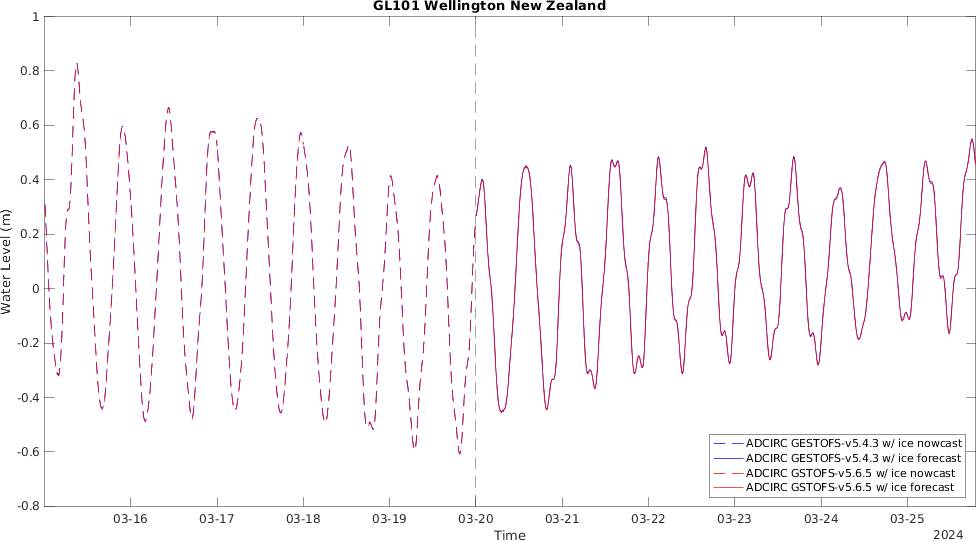 GL101 Wellington New Zealand
Water Level (m)
1
0.8
0.6
0.4
0.2
0
-0.2
-0.4
-0.6
-0.8
ADCIRC GESTOFS-v5.4.3 w/ ice nowcast
ADCIRC GESTOFS-v5.4.3 w/ ice forecast
ADCIRC GSTOFS-v5.6.5 w/ ice nowcast
ADCIRC GSTOFS-v5.6.5 w/ ice forecast
03-16 03-17 03-18 03-19 03-20 03-21 03-22 03-23 03-24 03-25
Time
2024